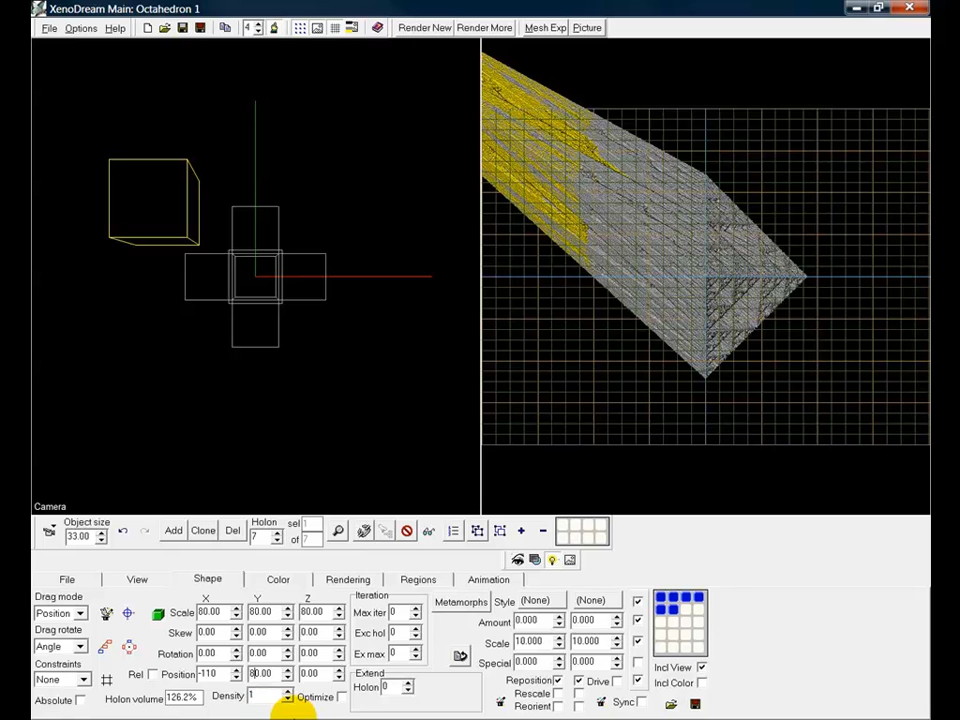 XenoDream Main: Octahedron 1
File Options Help 4 Render New Render More Mesh Exp Picture
Camera
Object size Holon sel 1
33.00 Add Clone Del 7 of 7
File View Shape Color Rendering Regions Animation
Drag mode X Y Z Iteration Metamorphs Style (None) (None)
Position Scale 80.00 80.00 80.00 Max iter 0 Amount 0.000 0.000
Drag rotate Skew 0.00 0.00 0.00 Exc hol 0 Scale 10.000 10.000
Angle Rotation 0.00 0.00 0.00 Ex max 0 Special 0.000 0.000
Constraints Rel Position -110 80.00 0.00 Extend Reposition Drive Incl View
None Holon 0 Rescale Incl Color
Absolute Holon volume 126.2% Density 1 Optimize Reorient Sync